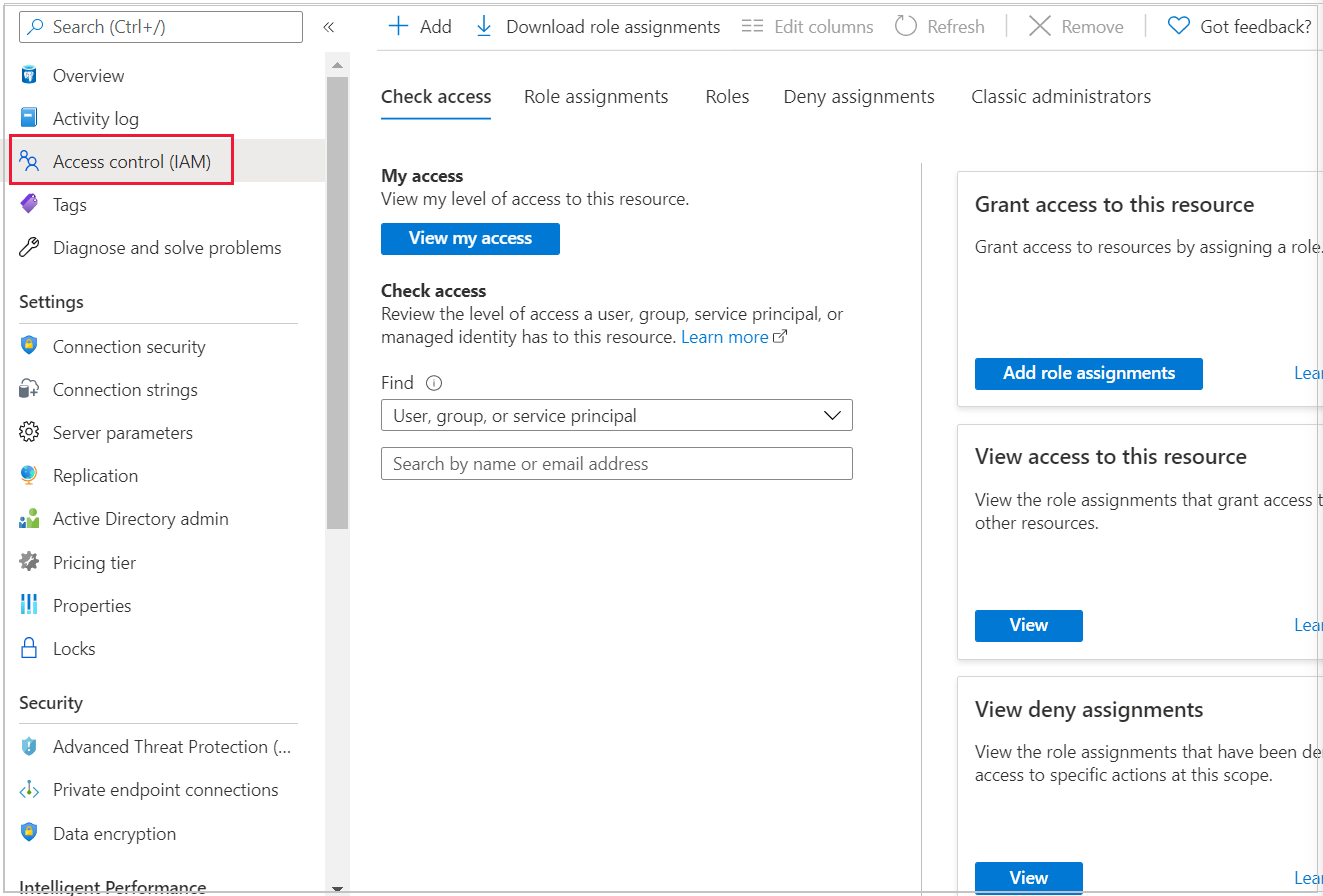 Search (Ctrl+/)
«
Overview
Activity log
Access control (IAM)
Tags
Diagnose and solve problems
Settings
Connection security
Connection strings
Server parameters
Replication
Active Directory admin
Pricing tier
Properties
Locks
Security
Advanced Threat Protection (...
Private endpoint connections
Data encryption
Intelligent Performance
Add
Download role assignments
Edit columns
Refresh
Remove
Got feedback?
Check access
Role assignments
Roles
Deny assignments
Classic administrators
My access
View my level of access to this resource.
View my access
Check access
Review the level of access a user, group, service principal, or
managed identity has to this resource. Learn more
Find
User, group, or service principal
Search by name or email address
Grant access to this resource
Grant access to resources by assigning a role.
Add role assignments
Lear
View access to this resource
View the role assignments that grant access t
other resources.
View
Lear
View deny assignments
View the role assignments that have been de
access to specific actions at this scope.
View
Lear